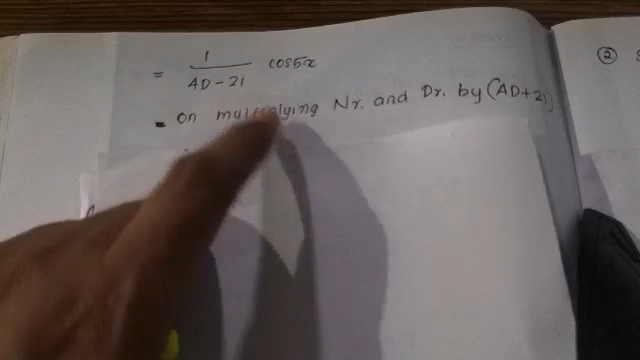 = 1 / 4D - 21 cos5x
On multiplying Nr. and Dr. by (4D+21)
②